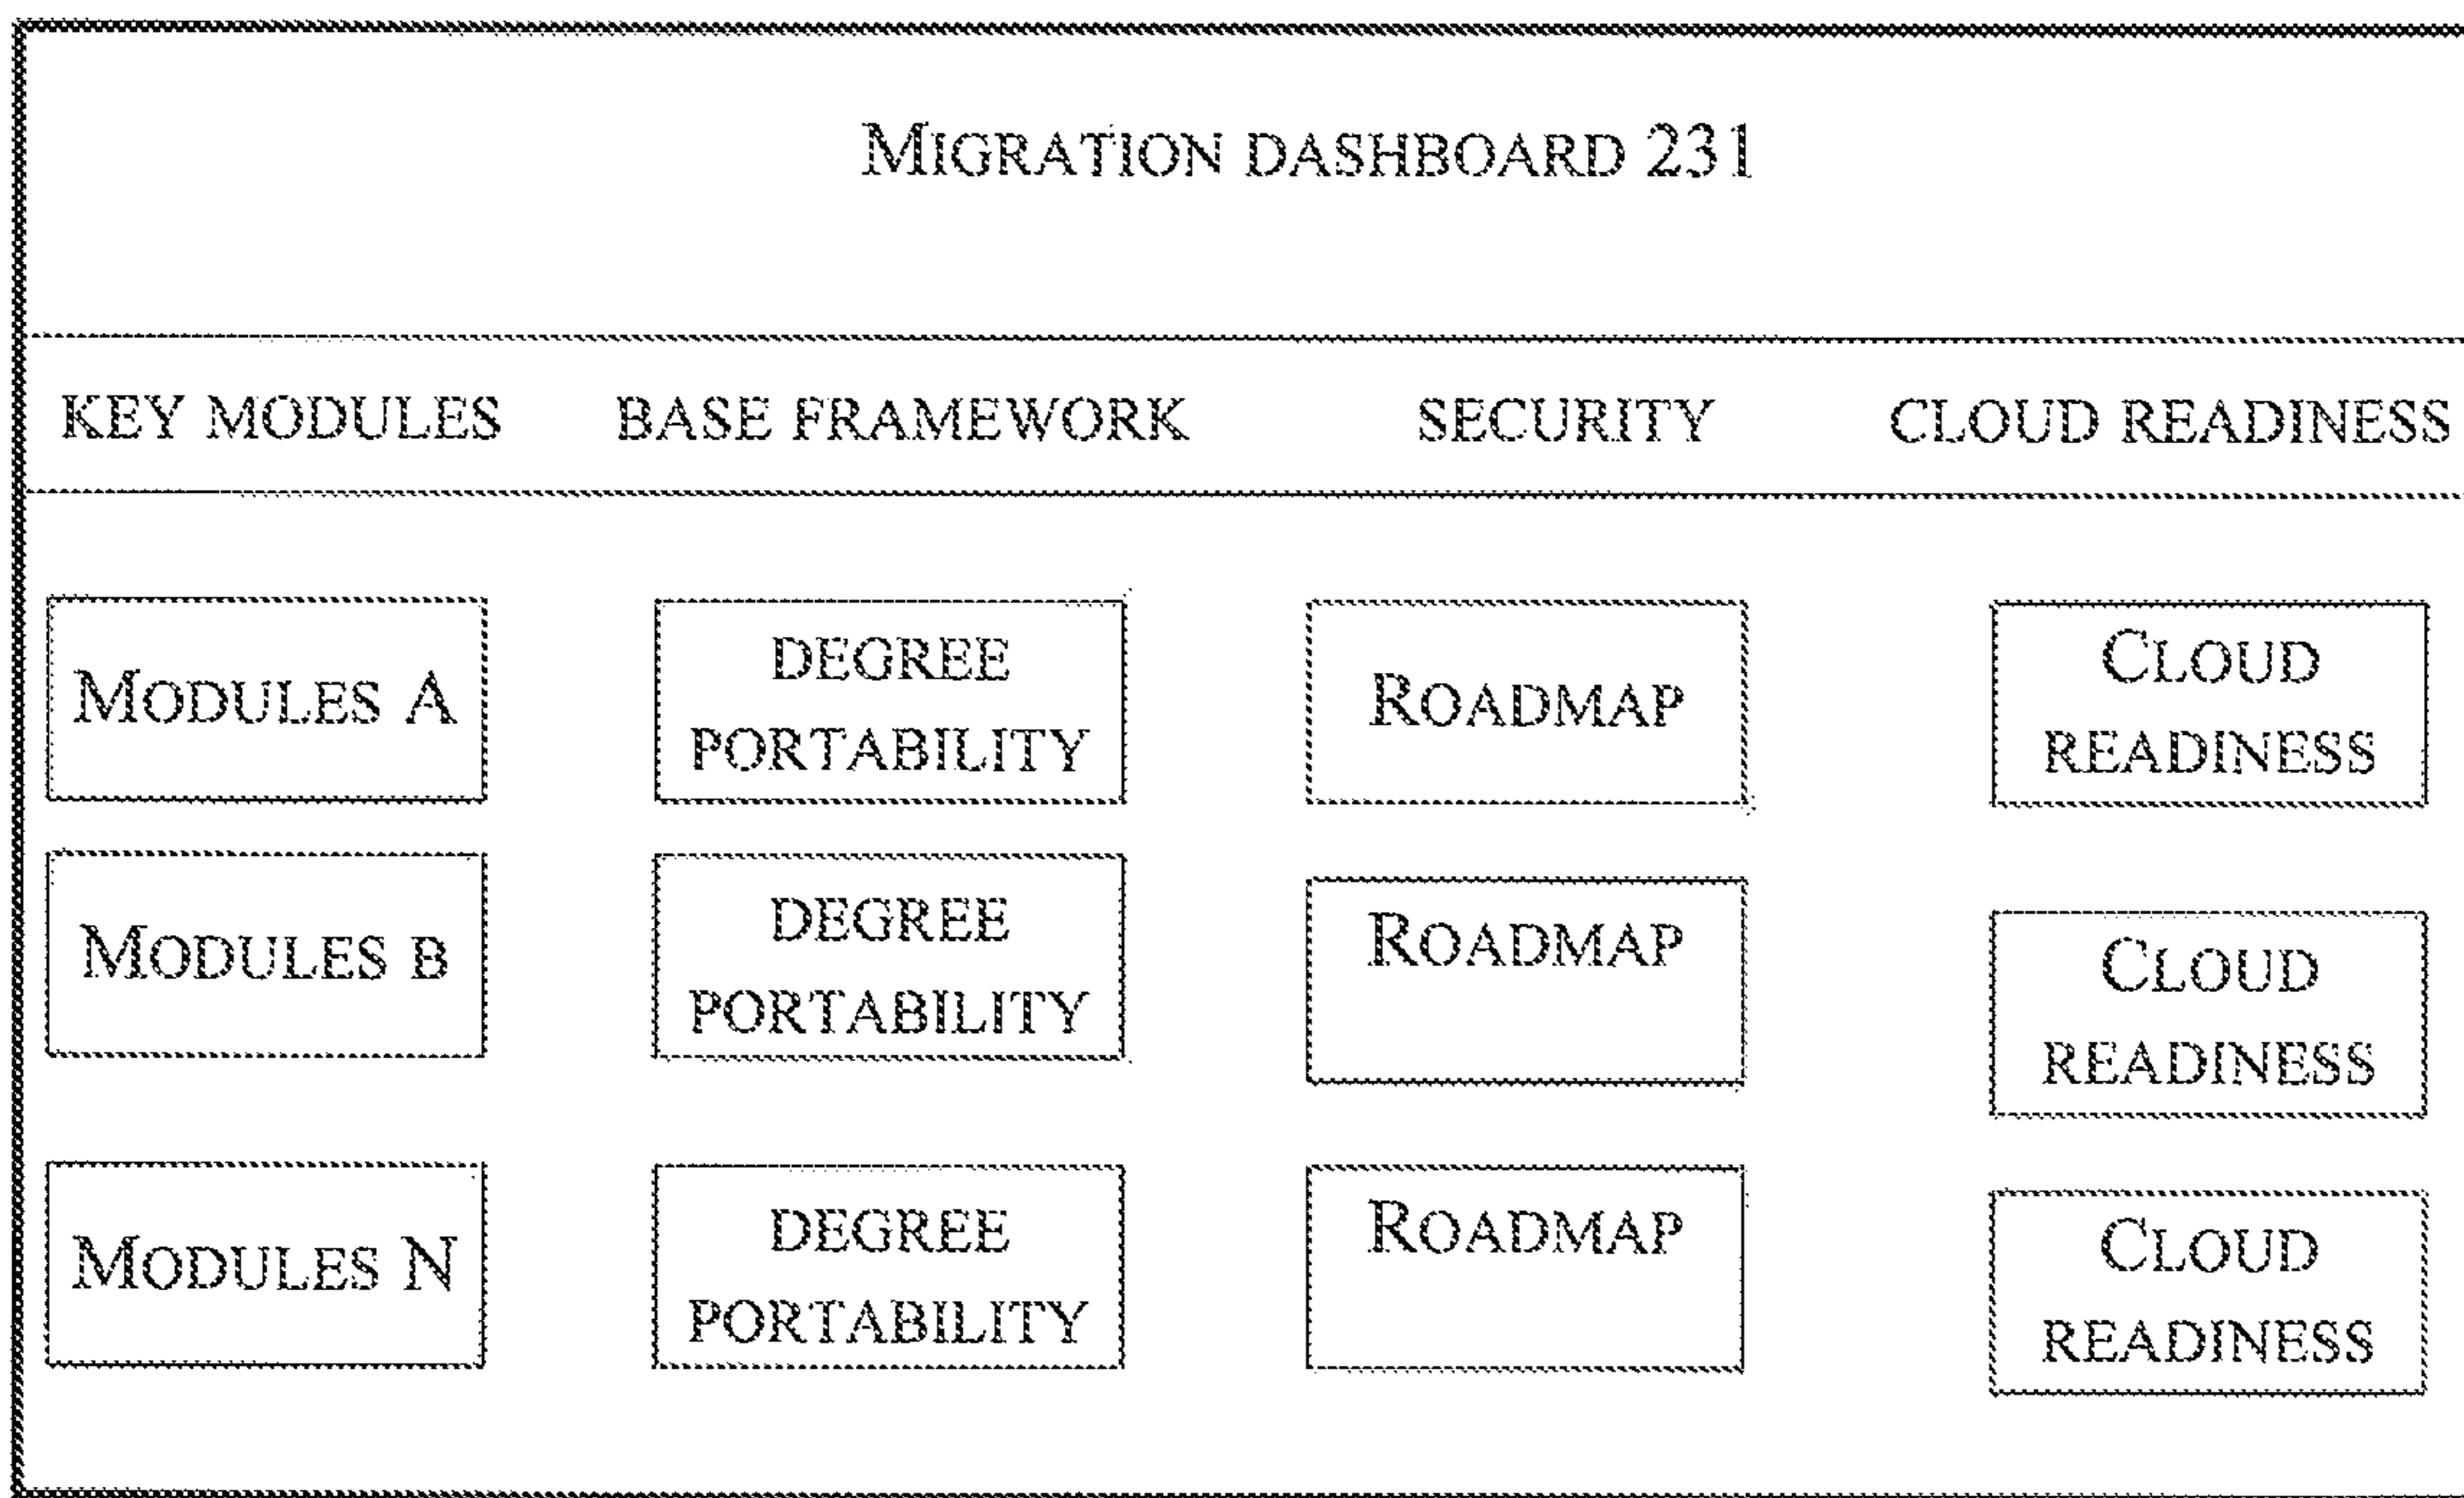 MIGRATION DASHBOARD 231
KEY MODULES BASE FRAMEWORK SECURITY CLOUD READINESS
MODULES A
DEGREE
PORTABILITY
ROADMAP
CLOUD
READINESS
MODULES B
DEGREE
PORTABILITY
ROADMAP
CLOUD
READINESS
MODULES N
DEGREE
PORTABILITY
ROADMAP
CLOUD
READINESS